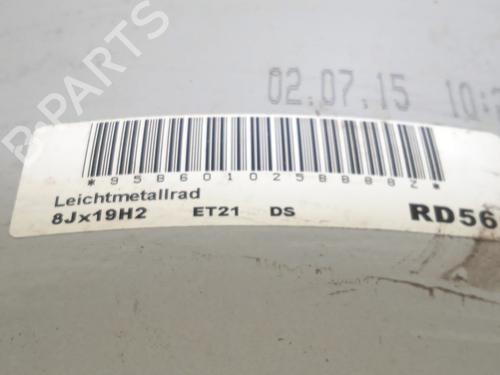 02.07.15 10:
*95B601025BB88Z*
Leichtmetallrad
8Jx19H2 ET21 DS RD56
B-PARTS